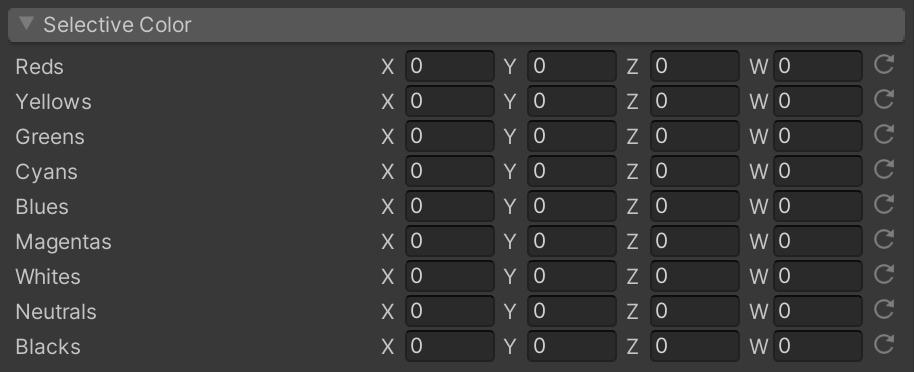 Selective Color
Reds X 0 Y 0 Z 0 W 0
Yellows X 0 Y 0 Z 0 W 0
Greens X 0 Y 0 Z 0 W 0
Cyans X 0 Y 0 Z 0 W 0
Blues X 0 Y 0 Z 0 W 0
Magentas X 0 Y 0 Z 0 W 0
Whites X 0 Y 0 Z 0 W 0
Neutrals X 0 Y 0 Z 0 W 0
Blacks X 0 Y 0 Z 0 W 0